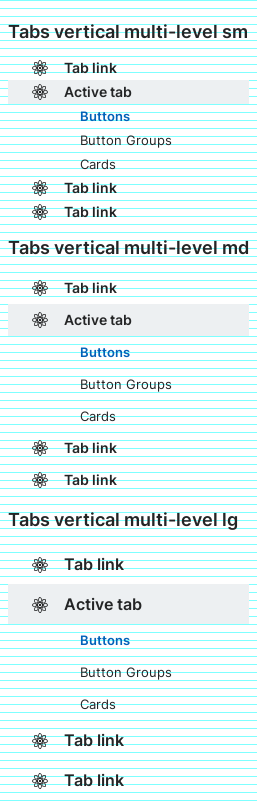 Tabs vertical multi-level sm
Tab link
Active tab
Buttons
Button Groups
Cards
Tab link
Tab link
Tabs vertical multi-level md
Tab link
Active tab
Buttons
Button Groups
Cards
Tab link
Tab link
Tabs vertical multi-level lg
Tab link
Active tab
Buttons
Button Groups
Cards
Tab link
Tab link